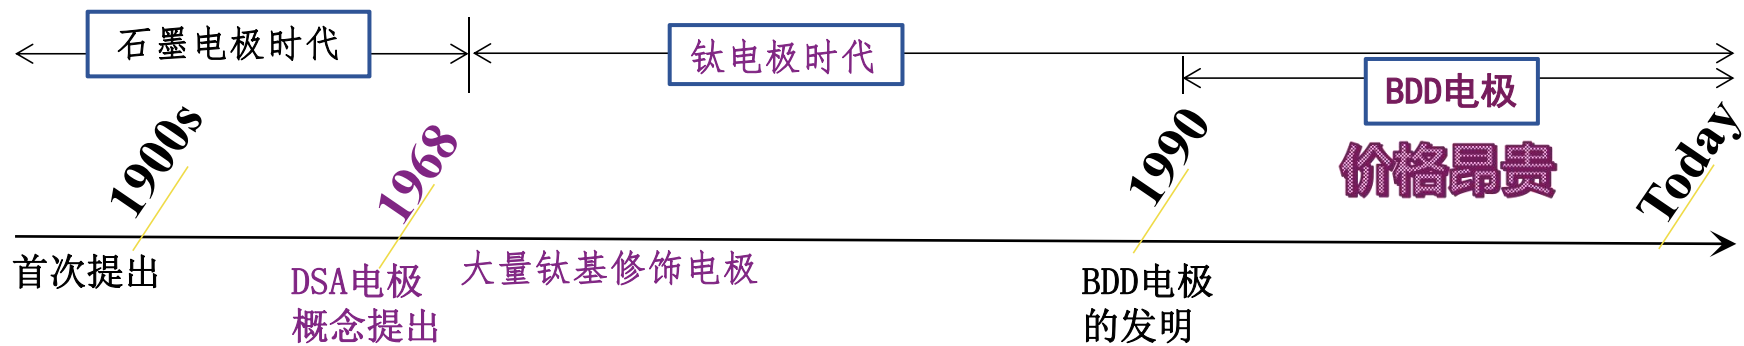 石墨电极时代
钛电极时代
BDD电极
价格昂贵
1900s
1968
1990
Today
首次提出
DSA电极
概念提出
大量钛基修饰电极
BDD电极
的发明